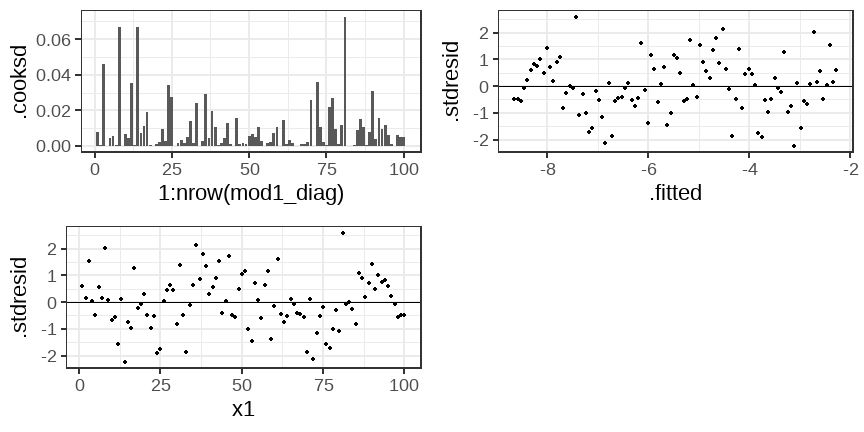 .cooksd
0.06
0.04
0.02
0.00
0 25 50 75 100
1:nrow(mod1_diag)
.stdresid
2
1
0
-1
-2
-8 -6 -4 -2
.fitted
.stdresid
2
1
0
-1
-2
0 25 50 75 100
x1